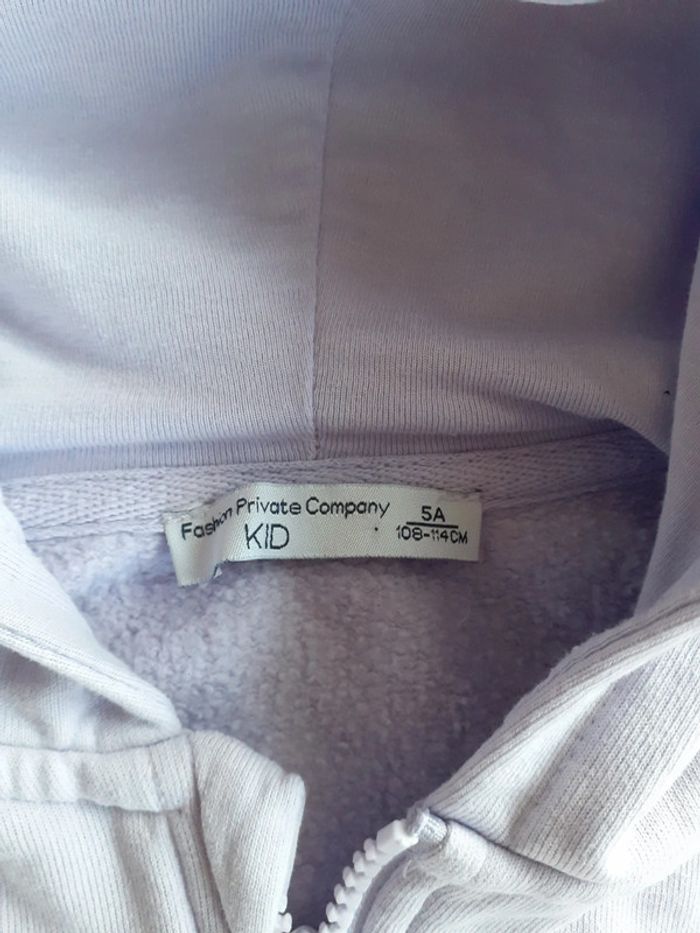 Fashion Private Company
KID
5A
108-114CM